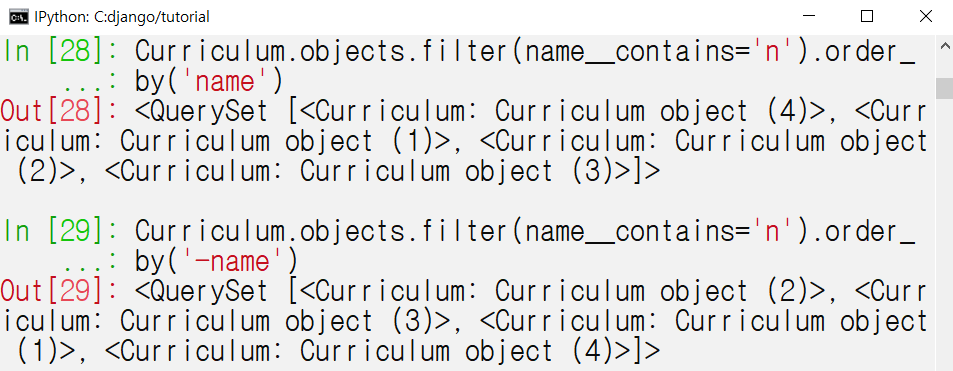 IPython: C:django/tutorial
In [28]: Curriculum.objects.filter(name__contains='n').order_
...: by('name')
Out[28]: <QuerySet [<Curriculum: Curriculum object (4)>, <Curr
iculum: Curriculum object (1)>, <Curriculum: Curriculum object
(2)>, <Curriculum: Curriculum object (3)>]>
In [29]: Curriculum.objects.filter(name__contains='n').order_
...: by('-name')
Out[29]: <QuerySet [<Curriculum: Curriculum object (2)>, <Curr
iculum: Curriculum object (3)>, <Curriculum: Curriculum object
(1)>, <Curriculum: Curriculum object (4)>]>